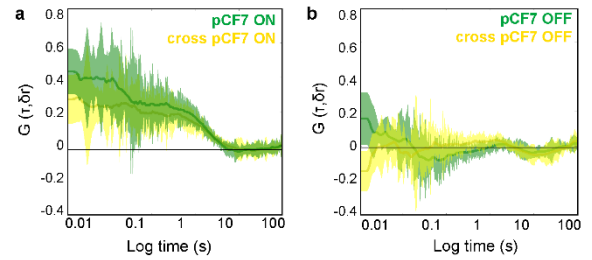 a
pCF7 ON
cross pCF7 ON
G (τ,δr)
0.8
0.6
0.4
0.2
0
-0.2
-0.4
0.01 0.1 1 10 100
Log time (s)
b
pCF7 OFF
cross pCF7 OFF
G (τ,δr)
0.8
0.6
0.4
0.2
0
-0.2
-0.4
0.01 0.1 1 10 100
Log time (s)